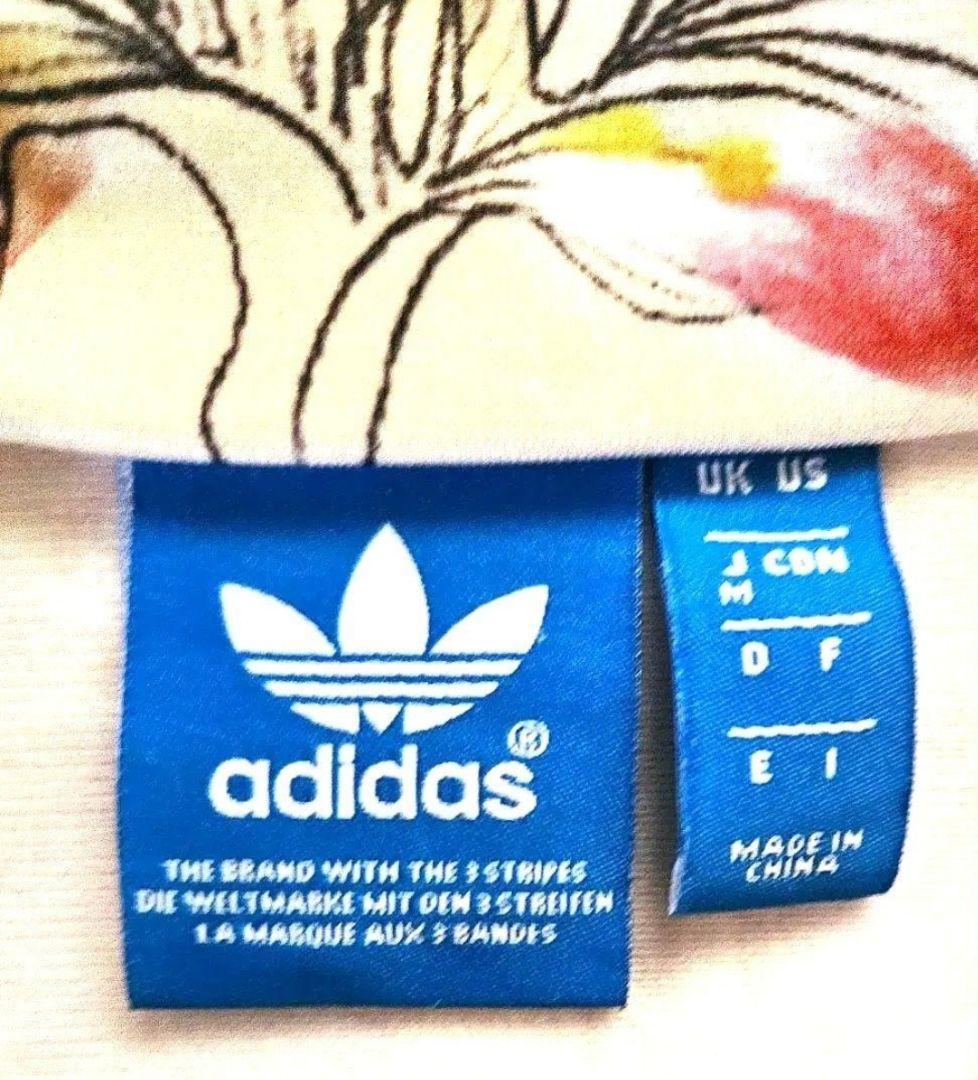 adidas®
THE BRAND WITH THE 3 STRIPES
DIE WELTMARKE MIT DEN 3 STREIFEN
LA MARQUE AUX 3 BANDES
UK US
J CDN
M
D F
E I
MADE IN
CHINA